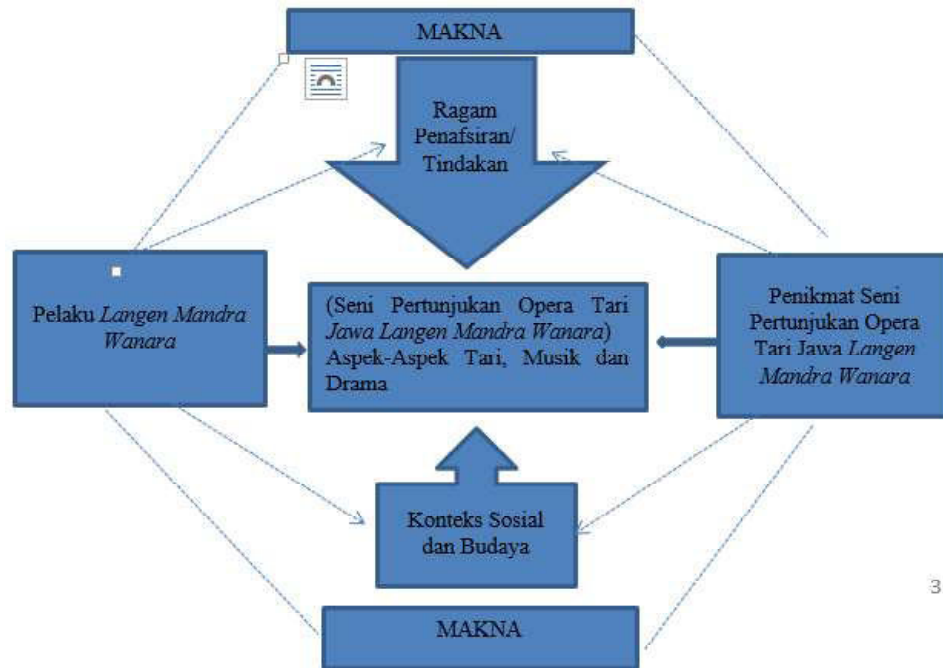 MAKNA
Ragam
Penafsiran/
Tindakan
Pelaku Langen Mandra
Wanara
(Seni Pertunjukan Opera Tari
Jawa Langen Mandra Wanara)
Aspek-Aspek Tari, Musik dan
Drama
Penikmat Seni
Pertunjukan Opera
Tari Jawa Langen
Mandra Wanara
Konteks Sosial
dan Budaya
3
MAKNA